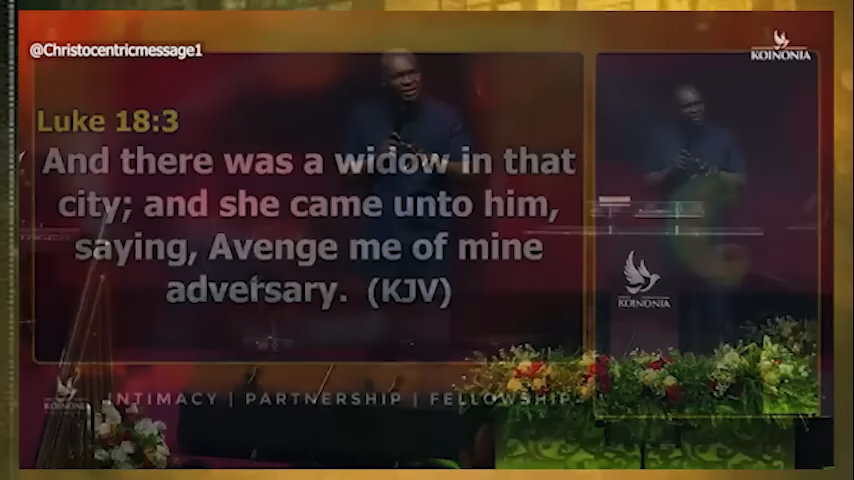 @Christocentricmessage1
KOINONIA
Luke 18:3
And there was a widow in that
city; and she came unto him,
saying, Avenge me of mine
adversary. (KJV)
KOINONIA
KOINONIA
INTIMACY | PARTNERSHIP | FELLOWSHIP